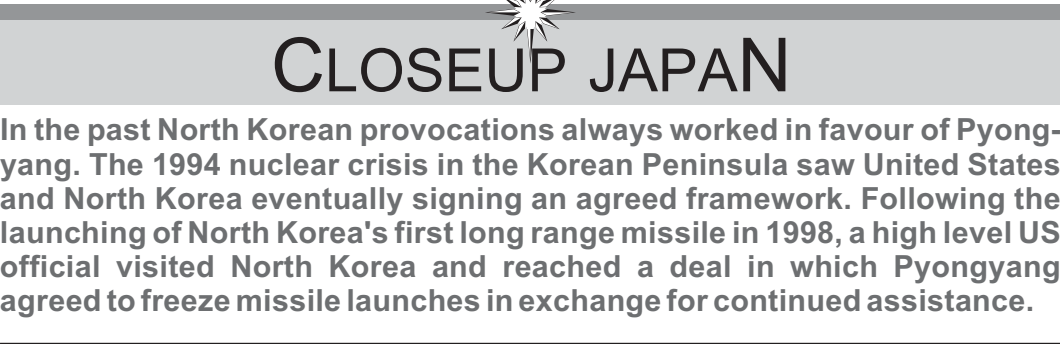 CLOSEUP JAPAN
In the past North Korean provocations always worked in favour of Pyong-
yang. The 1994 nuclear crisis in the Korean Peninsula saw United States
and North Korea eventually signing an agreed framework. Following the
launching of North Korea's first long range missile in 1998, a high level US
official visited North Korea and reached a deal in which Pyongyang
agreed to freeze missile launches in exchange for continued assistance.